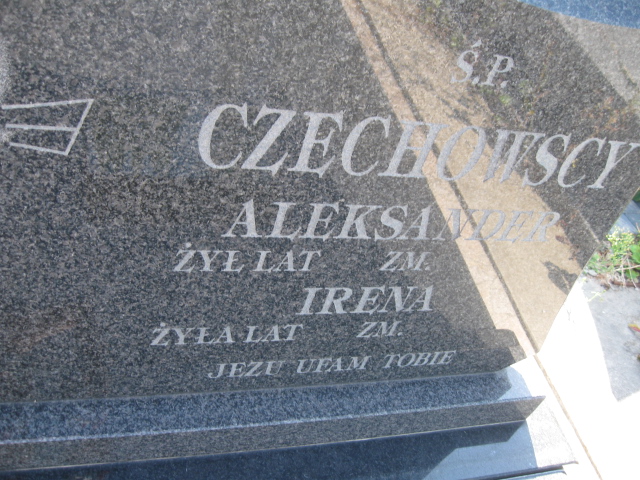 Ś.P.
CZECHOWSCY
ALEKSANDER
ŻYŁ LAT ZM.
IRENA
ŻYŁA LAT ZM.
JEZU UFAM TOBIE